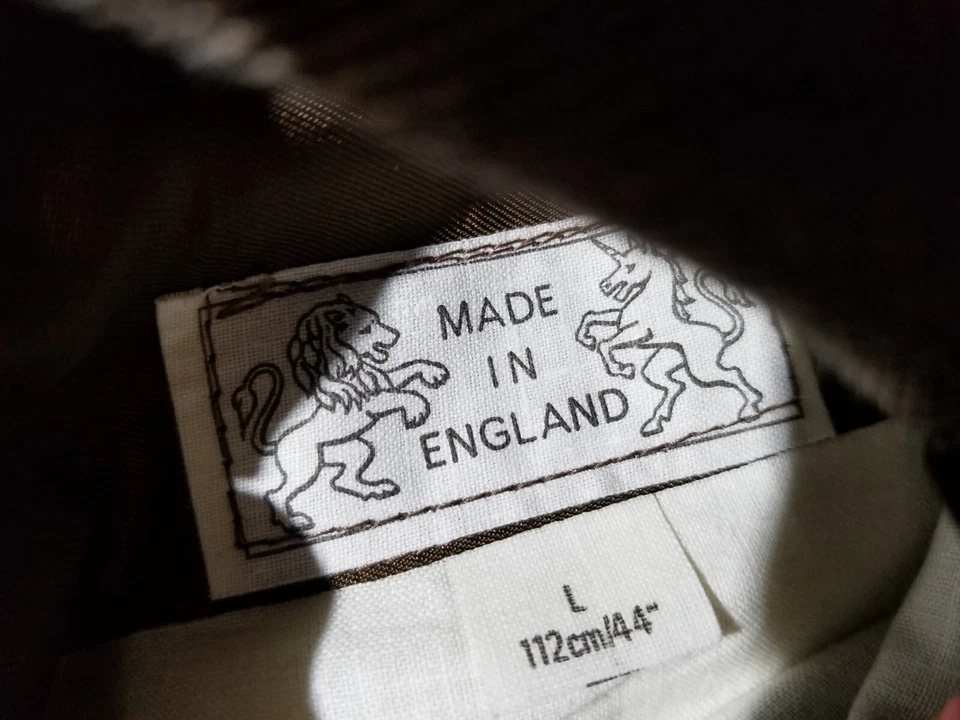 MADE
IN
ENGLAND
L
112cm/44"